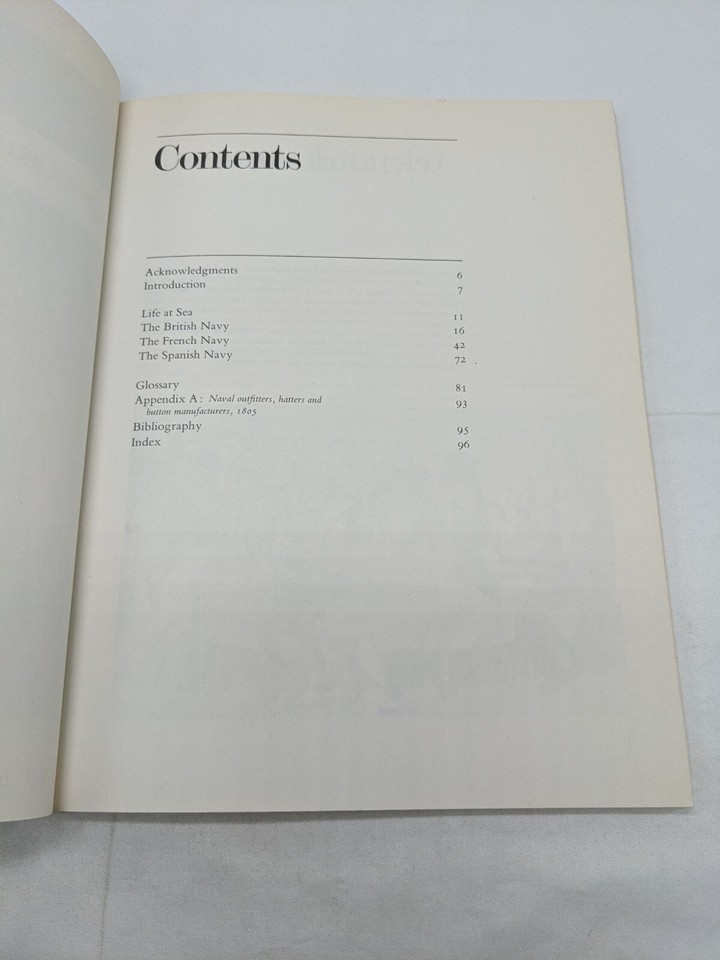 Contents
Acknowledgments 6
Introduction 7
Life at Sea 11
The British Navy 16
The French Navy 42
The Spanish Navy 72
Glossary 81
Appendix A: Naval outfitters, hatters and 93
button manufacturers, 1805
Bibliography 95
Index 96